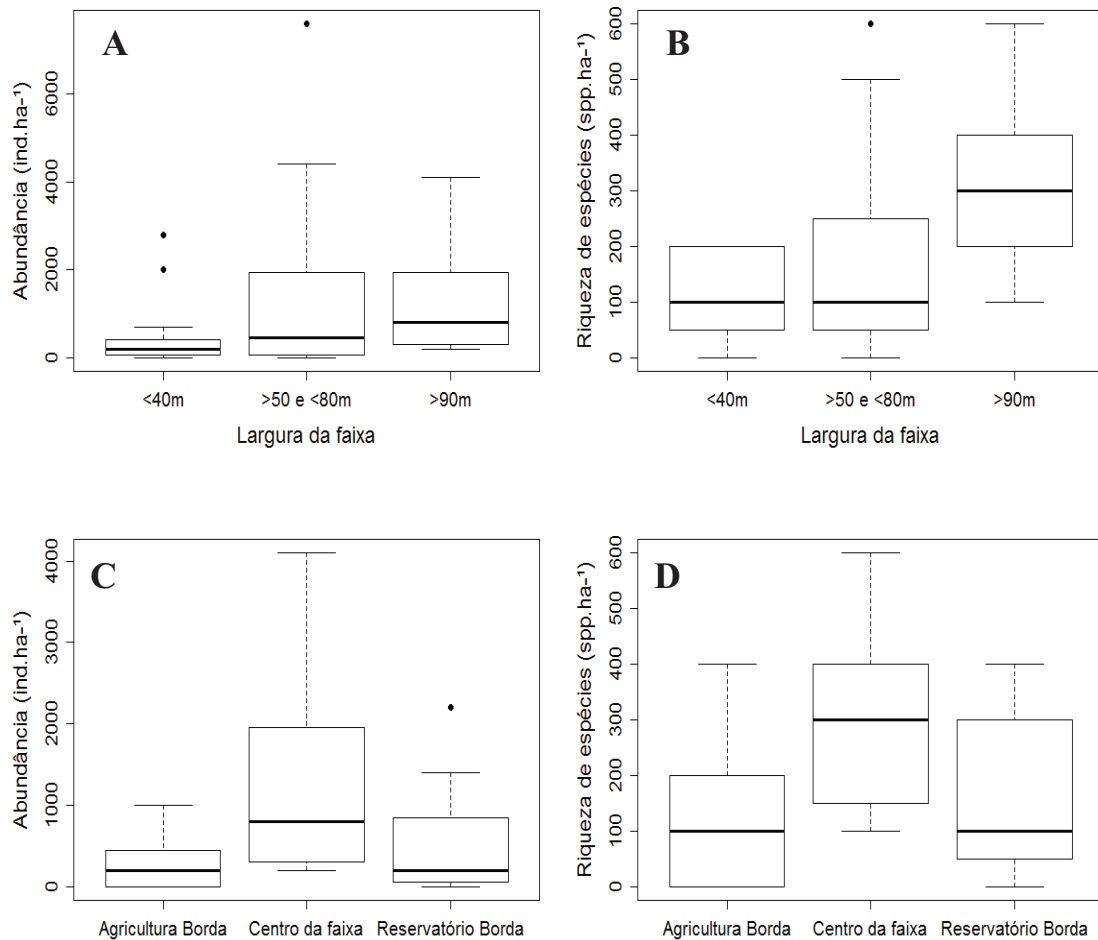 A
Abundância (ind.ha-¹)
6000
4000
2000
0
<40m
>50 e <80m
>90m
Largura da faixa
B
Riqueza de espécies (spp.ha-¹)
600
500
400
300
200
100
0
<40m
>50 e <80m
>90m
Largura da faixa
C
Abundância (ind.ha-¹)
4000
3000
2000
1000
0
Agricultura Borda
Centro da faixa
Reservatório Borda
D
Riqueza de espécies (spp.ha-¹)
600
500
400
300
200
100
0
Agricultura Borda
Centro da faixa
Reservatório Borda